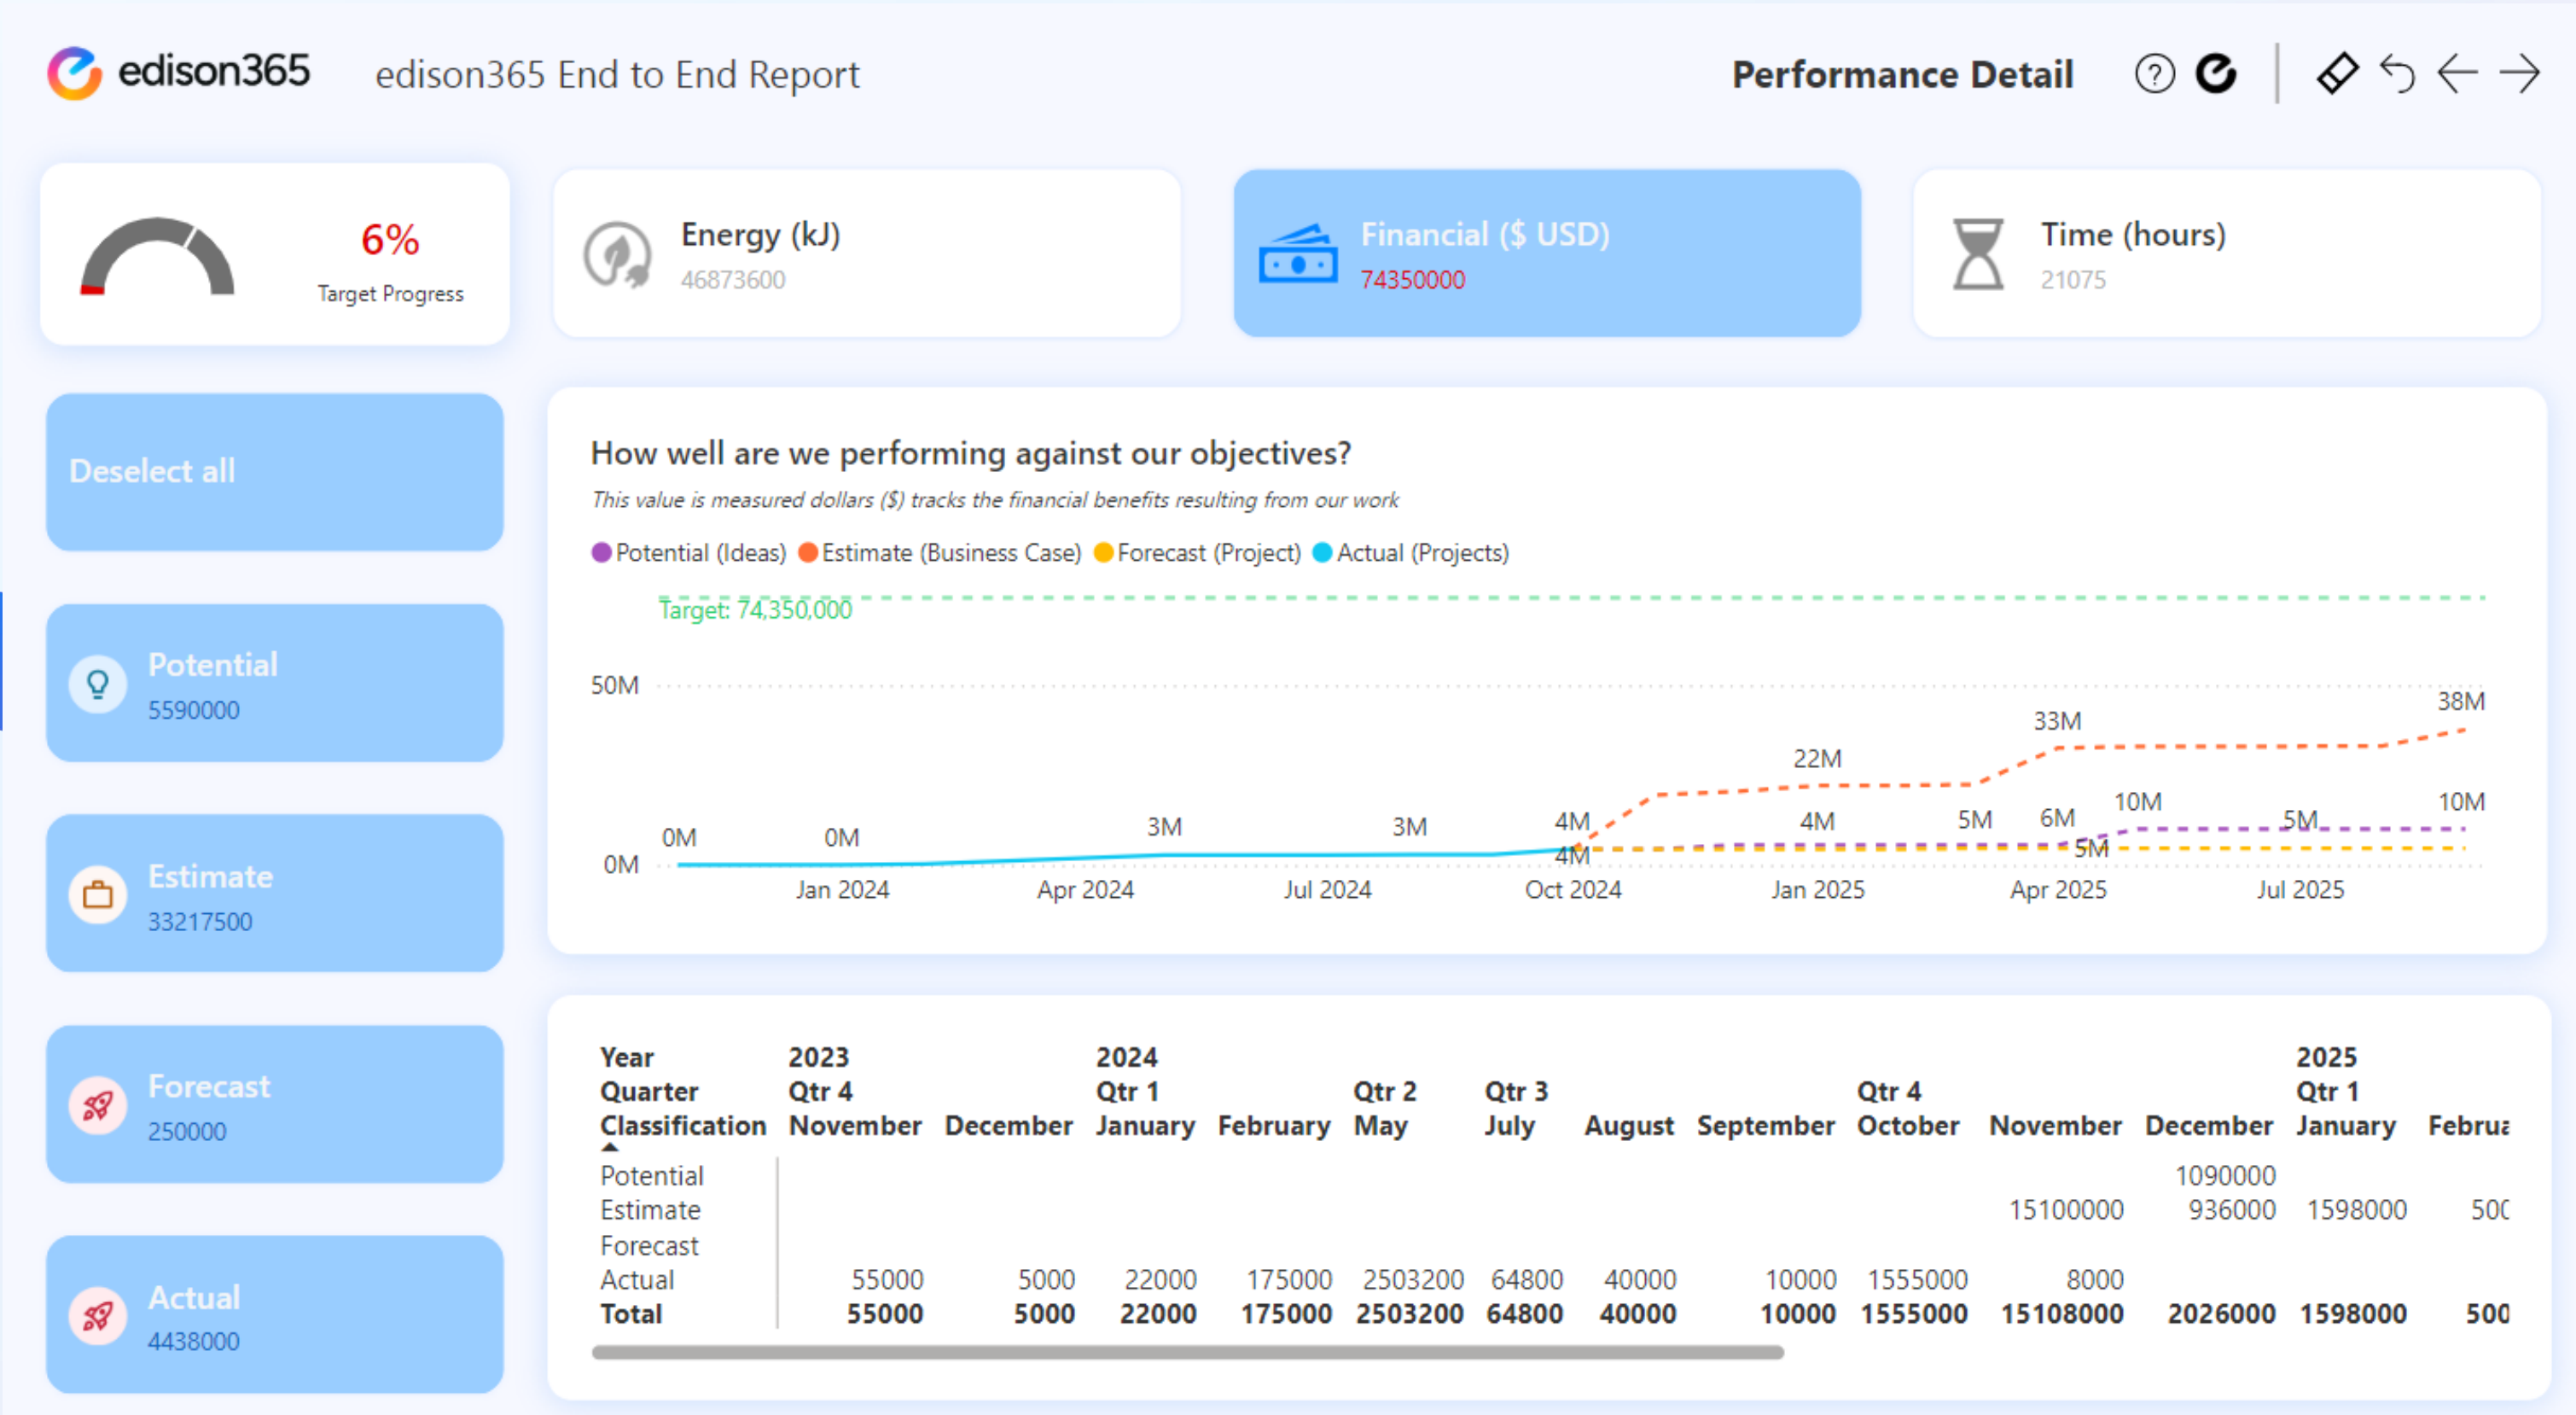 edison365
edison365 End to End Report
Performance Detail
6%
Target Progress
Energy (kJ)
46873600
Financial ($ USD)
74350000
Time (hours)
21075
Deselect all
Potential
5590000
Estimate
33217500
Forecast
250000
Actual
4438000
How well are we performing against our objectives?
This value is measured dollars ($) tracks the financial benefits resulting from our work
Potential (Ideas) Estimate (Business Case) Forecast (Project) Actual (Projects)
Target: 74,350,000
50M
38M
33M
22M
0M 0M 3M 3M 4M 4M 5M 6M 10M 5M 10M
0M 4M 5M
Jan 2024 Apr 2024 Jul 2024 Oct 2024 Jan 2025 Apr 2025 Jul 2025
Year 2023 2024 2025
Quarter Qtr 4 Qtr 1 Qtr 2 Qtr 3 Qtr 4 Qtr 1
Classification November December January February May July August September October November December January Februa
Potential 1090000
Estimate 15100000 936000 1598000 500
Forecast
Actual 55000 5000 22000 175000 2503200 64800 40000 10000 1555000 8000
Total 55000 5000 22000 175000 2503200 64800 40000 10000 1555000 15108000 2026000 1598000 500